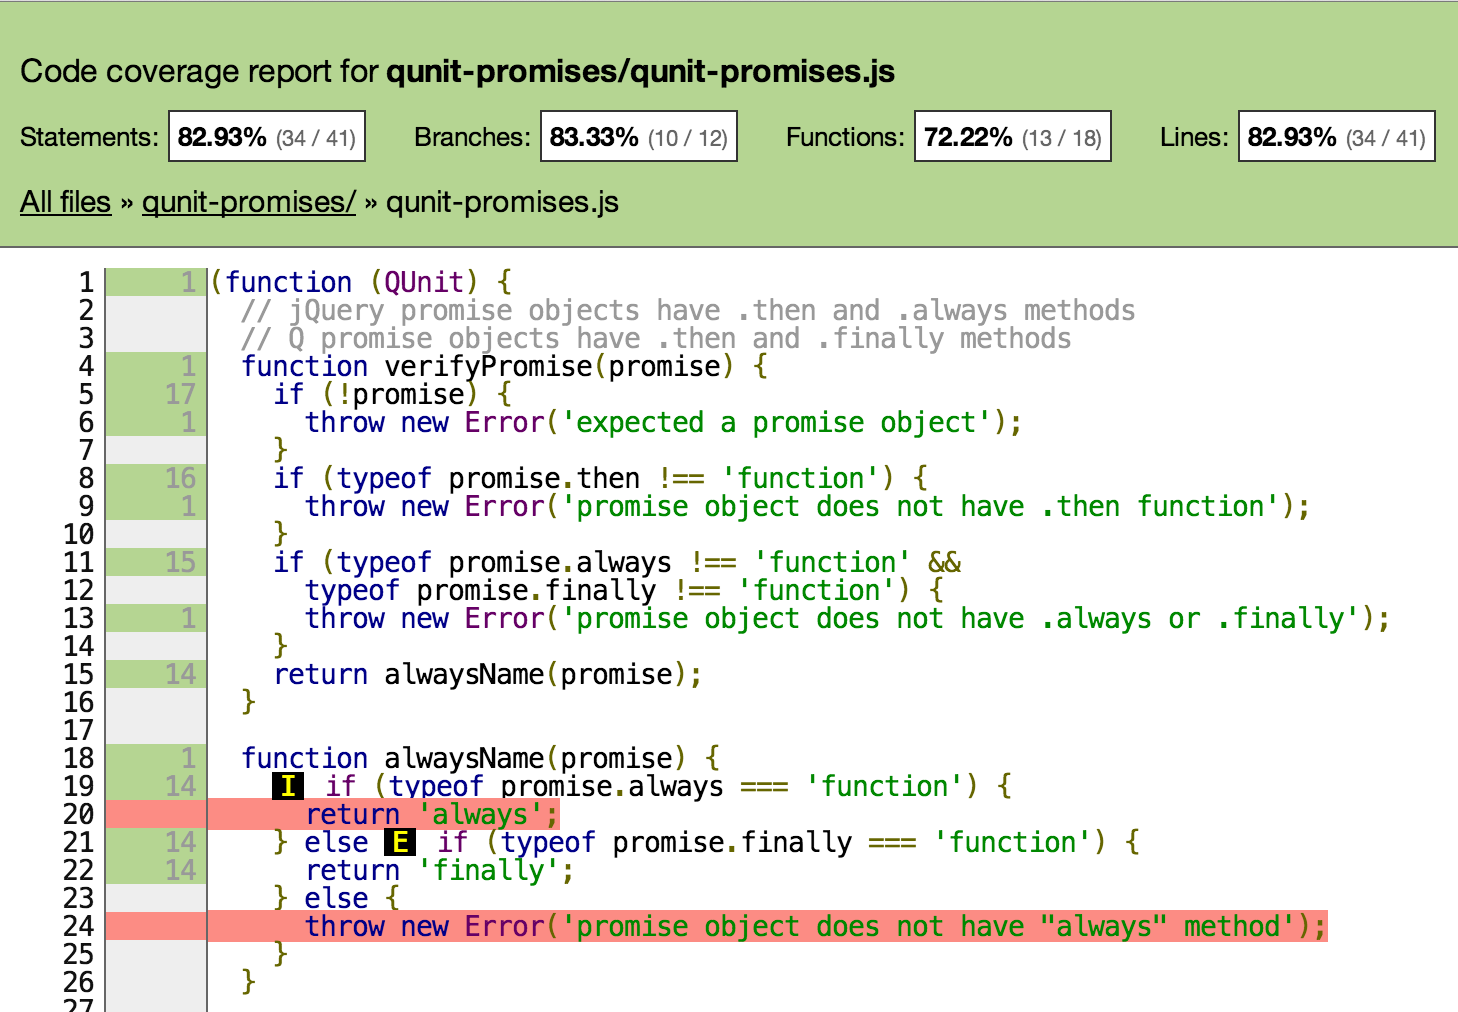 Code coverage report for qunit-promises/qunit-promises.js
Statements: 82.93% (34 / 41) Branches: 83.33% (10 / 12) Functions: 72.22% (13 / 18) Lines: 82.93% (34 / 41)
All files » qunit-promises/ » qunit-promises.js
1 1 (function (QUnit) {
2 // jQuery promise objects have .then and .always methods
3 // Q promise objects have .then and .finally methods
4 1 function verifyPromise(promise) {
5 17 if (!promise) {
6 1 throw new Error('expected a promise object');
7 }
8 16 if (typeof promise.then !== 'function') {
9 1 throw new Error('promise object does not have .then function');
10 }
11 15 if (typeof promise.always !== 'function' &&
12 typeof promise.finally !== 'function') {
13 1 throw new Error('promise object does not have .always or .finally');
14 }
15 14 return alwaysName(promise);
16 }
17
18 1 function alwaysName(promise) {
19 14 I if (typeof promise.always === 'function') {
20 return 'always';
21 14 } else E if (typeof promise.finally === 'function') {
22 14 return 'finally';
23 } else {
24 throw new Error('promise object does not have "always" method');
25 }
26 }
27